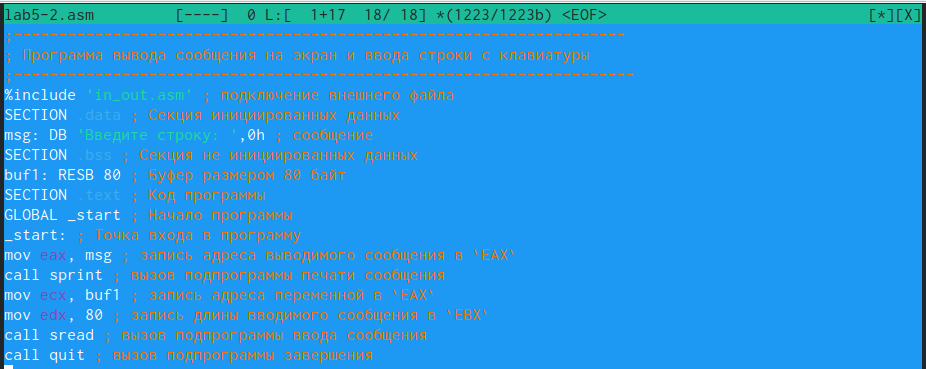 lab5-2.asm [----] 0 L:[ 1+17 18/ 18] *(1223/1223b) <EOF> [*][X]
;--------------------------------------------------------------------
; Программа вывода сообщения на экран и ввода строки с клавиатуры
;---------------------------------------------------------------------
%include 'in_out.asm' ; подключение внешнего файла
SECTION .data ; Секция инициированных данных
msg: DB 'Введите строку: ',0h ; сообщение
SECTION .bss ; Секция не инициированных данных
buf1: RESB 80 ; Буфер размером 80 байт
SECTION .text ; Код программы
GLOBAL _start ; Начало программы
_start: ; Точка входа в программу
mov eax, msg ; запись адреса выводимого сообщения в `EAX`
call sprint ; вызов подпрограммы печати сообщения
mov ecx, buf1 ; запись адреса переменной в `EAX`
mov edx, 80 ; запись длины вводимого сообщения в `EBX`
call sread ; вызов подпрограммы ввода сообщения
call quit ; вызов подпрограммы завершения